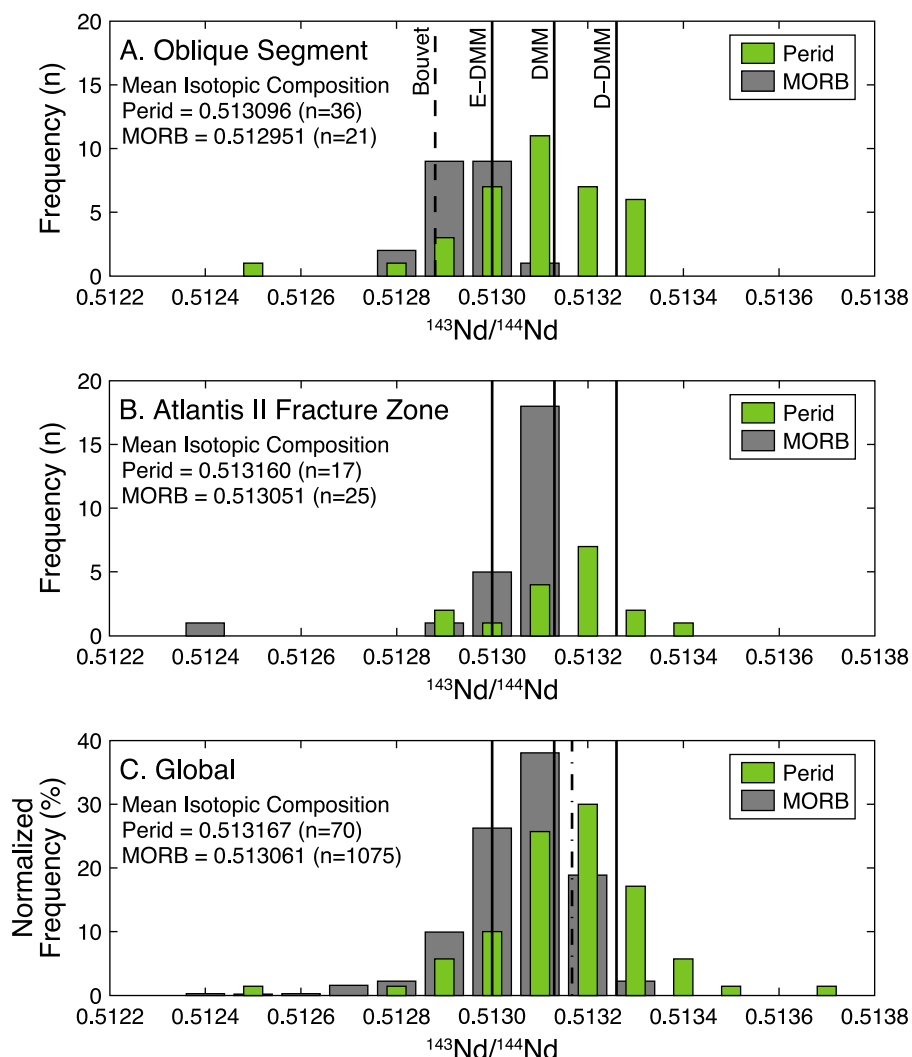 A. Oblique Segment
Mean Isotopic Composition
Perid = 0.513096 (n=36)
MORB = 0.512951 (n=21)
Bouvet
E-DMM
DMM
D-DMM
Perid
MORB
Frequency (n)
20
15
10
5
0
0.5122 0.5124 0.5126 0.5128 0.5130 0.5132 0.5134 0.5136 0.5138
¹⁴³Nd/¹⁴⁴Nd
B. Atlantis II Fracture Zone
Mean Isotopic Composition
Perid = 0.513160 (n=17)
MORB = 0.513051 (n=25)
Perid
MORB
Frequency (n)
20
15
10
5
0
0.5122 0.5124 0.5126 0.5128 0.5130 0.5132 0.5134 0.5136 0.5138
¹⁴³Nd/¹⁴⁴Nd
C. Global
Mean Isotopic Composition
Perid = 0.513167 (n=70)
MORB = 0.513061 (n=1075)
Perid
MORB
Normalized
Frequency (%)
40
30
20
10
0
0.5122 0.5124 0.5126 0.5128 0.5130 0.5132 0.5134 0.5136 0.5138
¹⁴³Nd/¹⁴⁴Nd